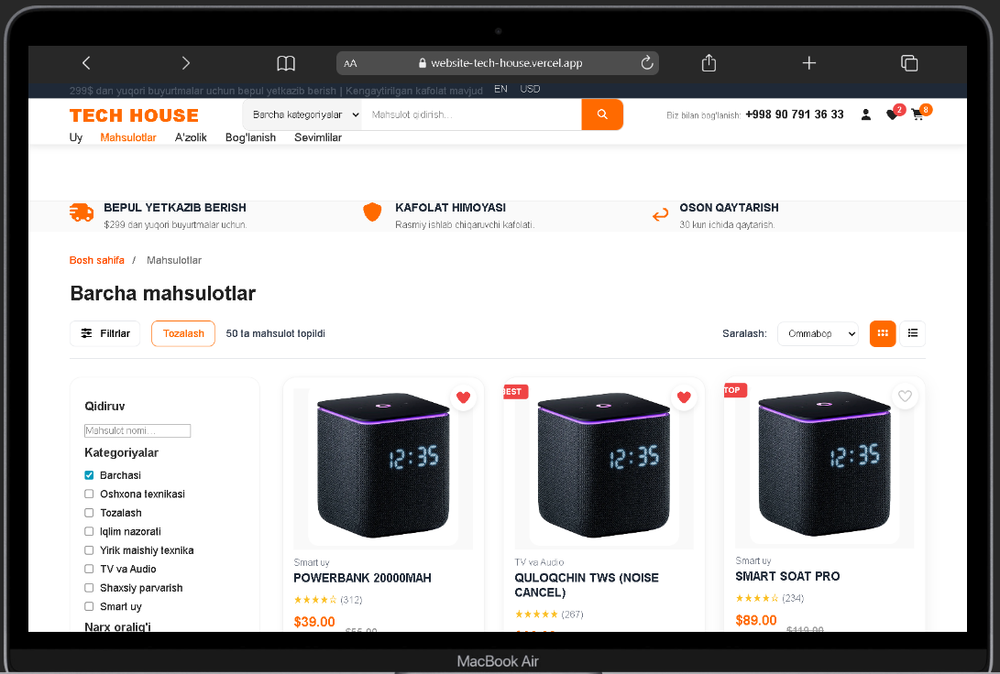 AA website-tech-house.vercel.app
299$ dan yuqori buyurtmalar uchun bepul yetkazib berish | Kengaytirilgan kafolat mavjud EN USD
TECH HOUSE Barcha kategoriyalar Mahsulot qidirish... Biz bilan bog'lanish: +998 90 791 36 33 2 8
Uy Mahsulotlar A'zolik Bog'lanish Sevimlilar
BEPUL YETKAZIB BERISH
$299 dan yuqori buyurtmalar uchun.
KAFOLAT HIMOYASI
Rasmiy ishlab chiqaruvchi kafolati.
OSON QAYTARISH
30 kun ichida qaytarish.
Bosh sahifa / Mahsulotlar
Barcha mahsulotlar
Filtrlar Tozalash 50 ta mahsulot topildi Saralash: Ommabop
Qidiruv
Mahsulot nomi...
Kategoriyalar
Barchasi
Oshxona texnikasi
Tozalash
Iqlim nazorati
Yirik maishiy texnika
TV va Audio
Shaxsiy parvarish
Smart uy
Narx oralig'i
12:35
Smart uy
POWERBANK 20000MAH
★★★★☆ (312)
$39.00 $55.00
BEST
12:35
TV va Audio
QULOQCHIN TWS (NOISE
CANCEL)
★★★★★ (267)
TOP
12:35
Smart uy
SMART SOAT PRO
★★★★☆ (234)
$89.00 $119.00
MacBook Air